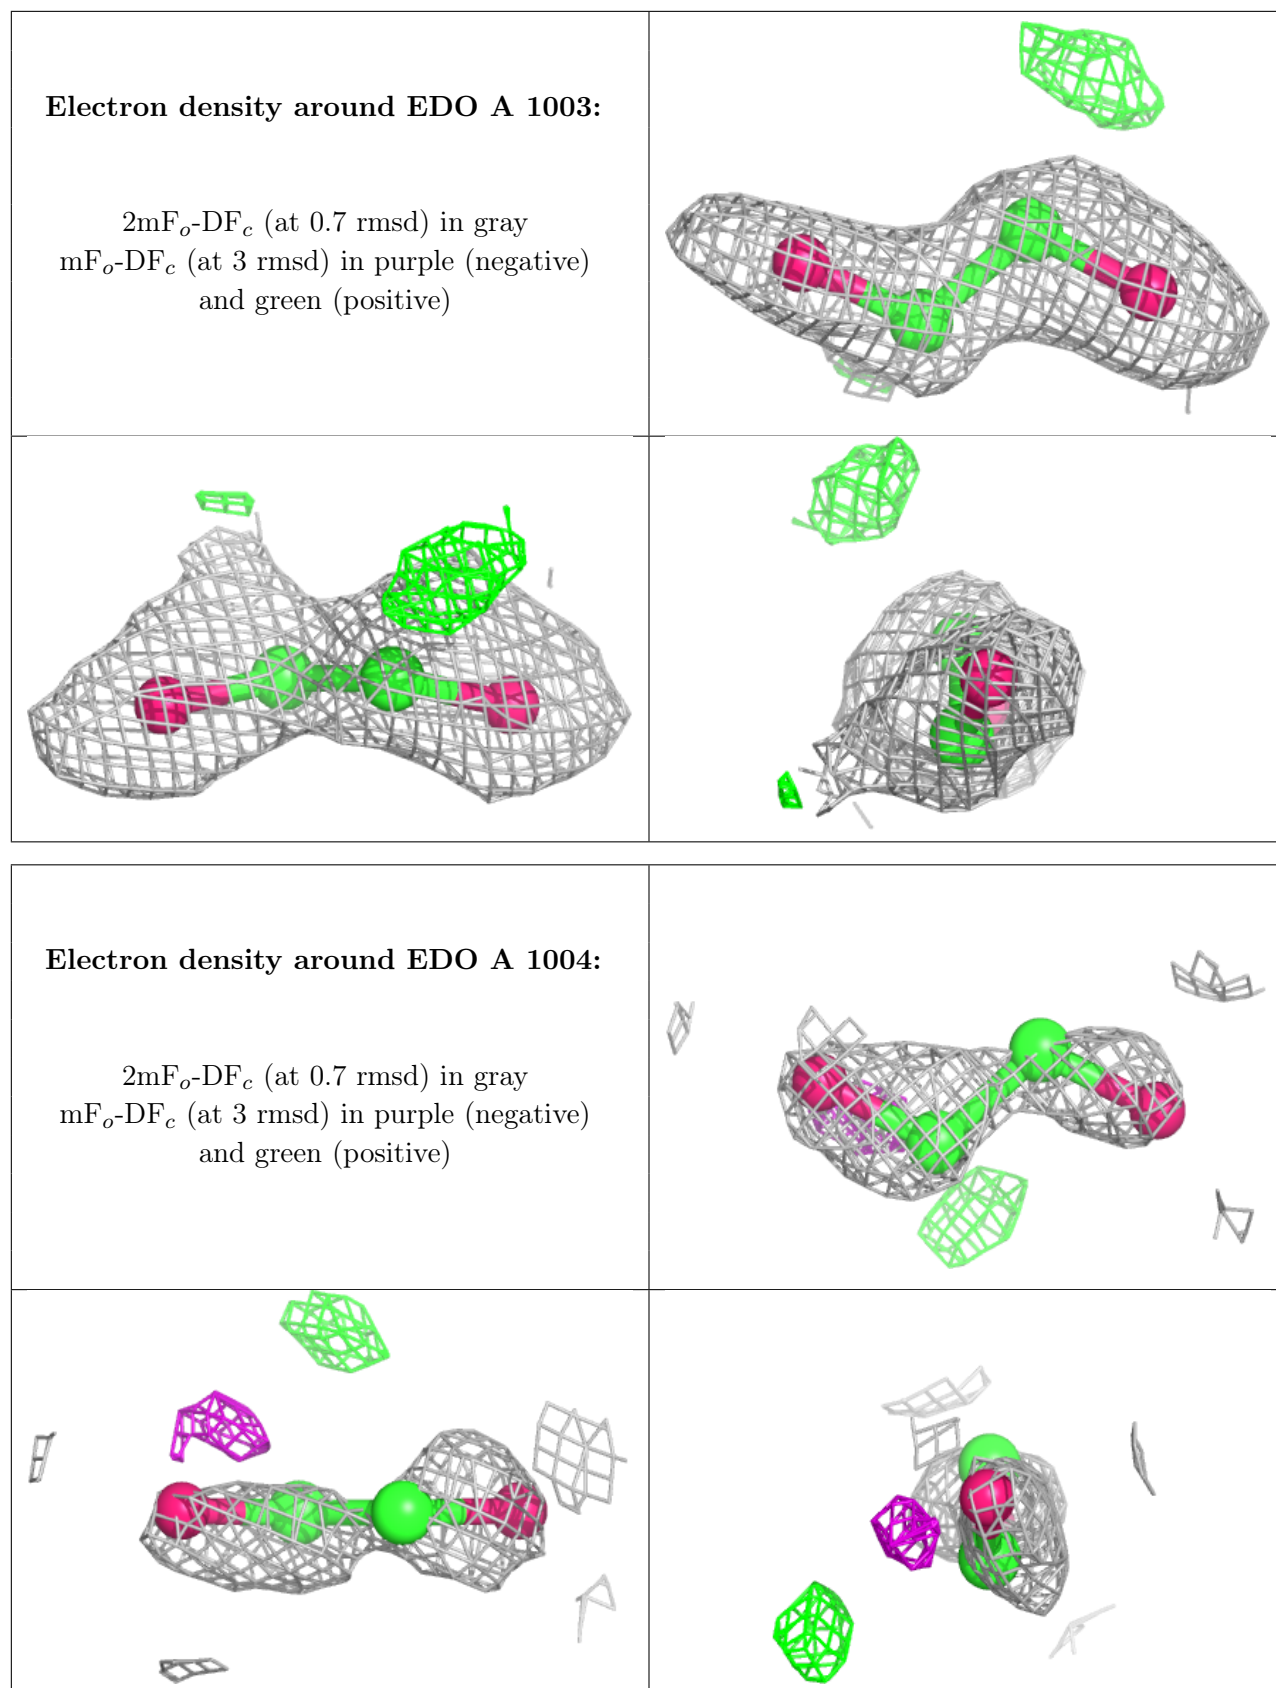 Electron density around EDO A 1003:
2mFo-DFc (at 0.7 rmsd) in gray
mFo-DFc (at 3 rmsd) in purple (negative)
and green (positive)
Electron density around EDO A 1004:
2mFo-DFc (at 0.7 rmsd) in gray
mFo-DFc (at 3 rmsd) in purple (negative)
and green (positive)